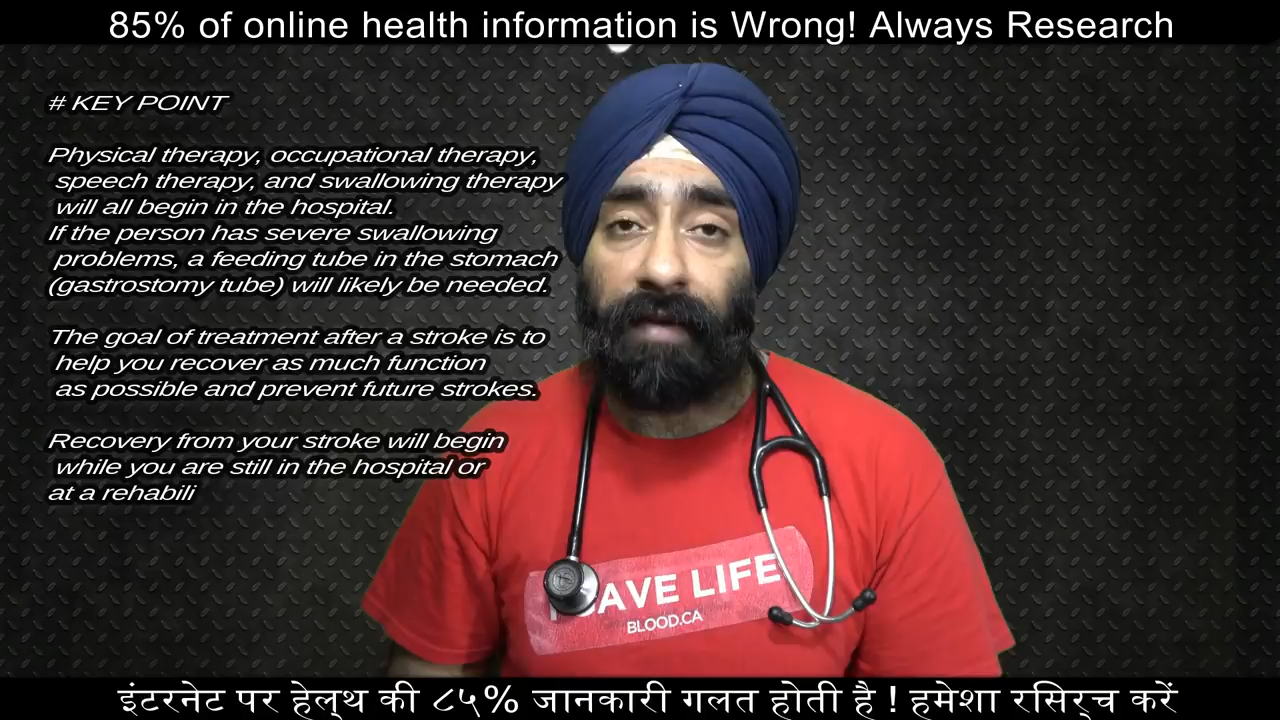 85% of online health information is Wrong! Always Research
# KEY POINT
Physical therapy, occupational therapy,
speech therapy, and swallowing therapy
will all begin in the hospital.
If the person has severe swallowing
problems, a feeding tube in the stomach
(gastrostomy tube) will likely be needed.
The goal of treatment after a stroke is to
help you recover as much function
as possible and prevent future strokes.
Recovery from your stroke will begin
while you are still in the hospital or
at a rehabili
AVE LIFE
BLOOD.CA
इंटरनेट पर हेल्थ की ८५% जानकारी गलत होती है ! हमेशा रसिर्च करें